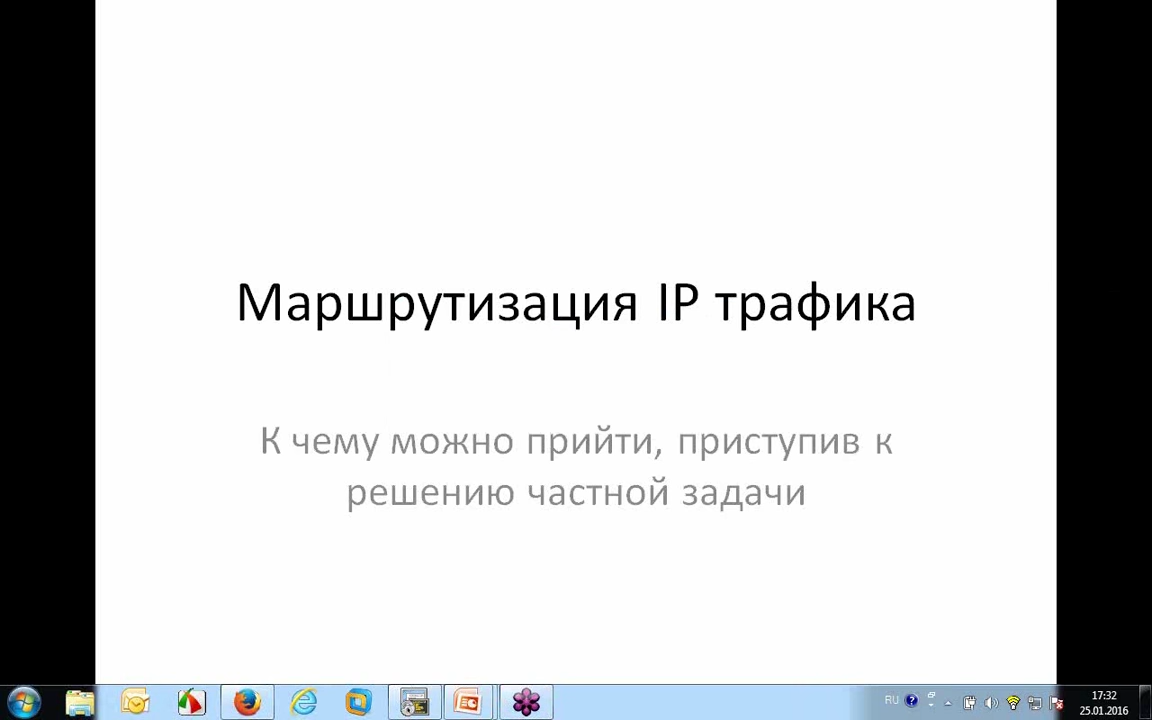 Маршрутизация IP трафика
К чему можно прийти, приступив к
решению частной задачи
RU
17:32
25.01.2016